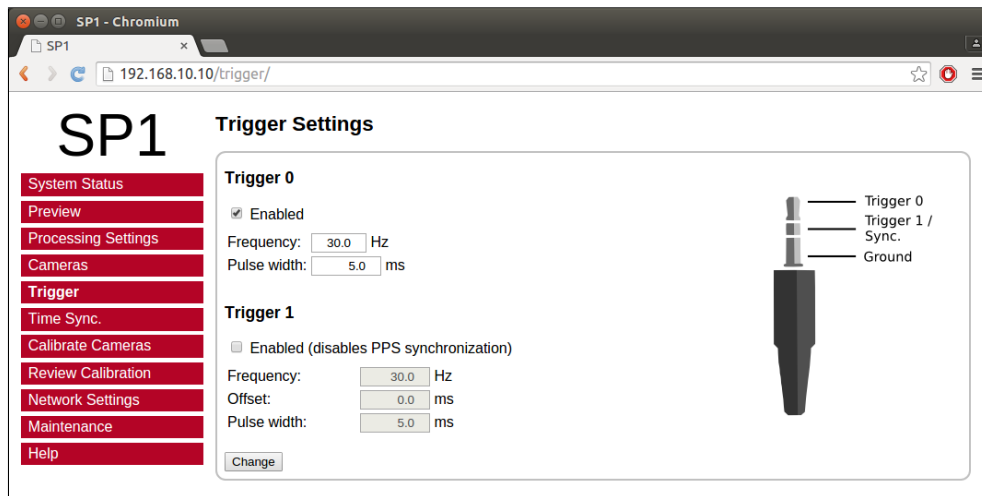 SP1 - Chromium
SP1 ×
192.168.10.10/trigger/
SP1
System Status
Preview
Processing Settings
Cameras
Trigger
Time Sync.
Calibrate Cameras
Review Calibration
Network Settings
Maintenance
Help
Trigger Settings
Trigger 0
Enabled
Frequency: 30.0 Hz
Pulse width: 5.0 ms
Trigger 1
Enabled (disables PPS synchronization)
Frequency: 30.0 Hz
Offset: 0.0 ms
Pulse width: 5.0 ms
Change
Trigger 0
Trigger 1 /
Sync.
Ground